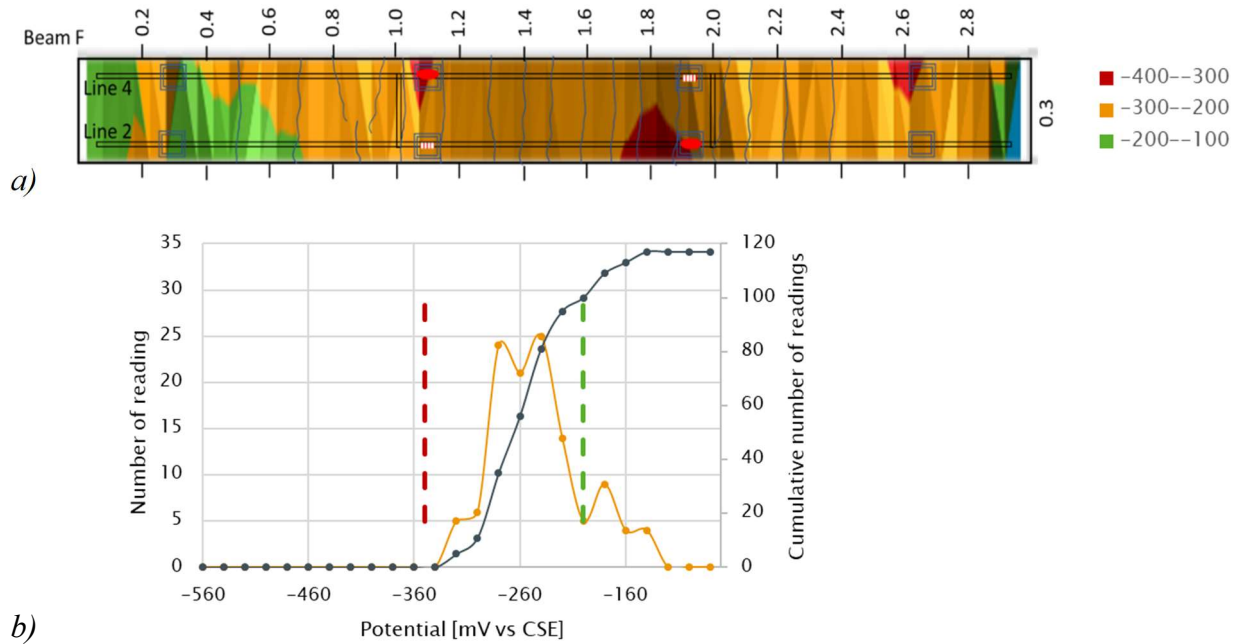 0.2 0.4 0.6 0.8 1.0 1.2 1.4 1.6 1.8 2.0 2.2 2.4 2.6 2.8
Beam F
Line 4
Line 2
0.3
-400--300
-300--200
-200--100
a)
35 30 25 20 15 10 5 0
Number of reading
120 100 80 60 40 20 0
Cumulative number of readings
-560 -460 -360 -260 -160
Potential [mV vs CSE]
b)